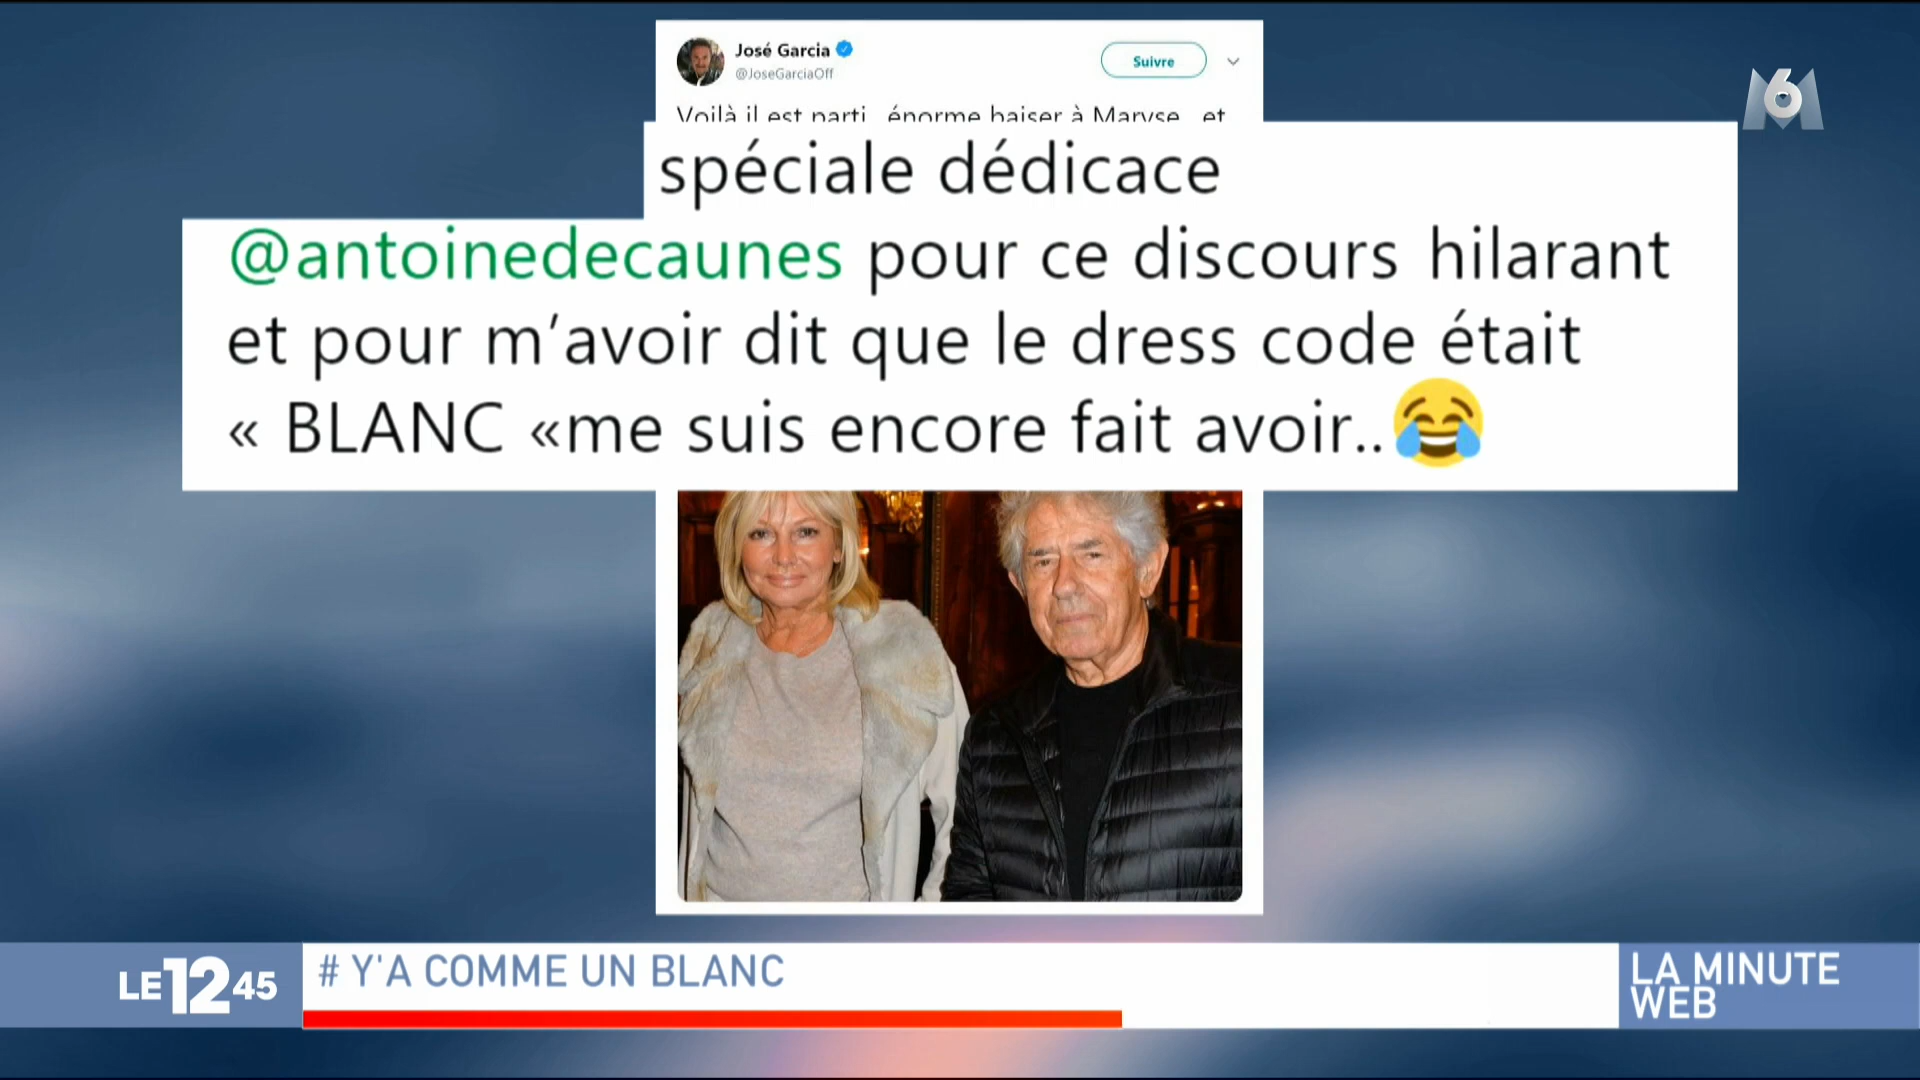 José Garcia
@JoseGarciaOff
Suivre
M6
Voilà il est parti.. énorme baiser à Maryse.. et
spéciale dédicace
@antoinedecaunes pour ce discours hilarant
et pour m’avoir dit que le dress code était
« BLANC «me suis encore fait avoir..😂
LE 12 45
# Y'A COMME UN BLANC
LA MINUTE
WEB